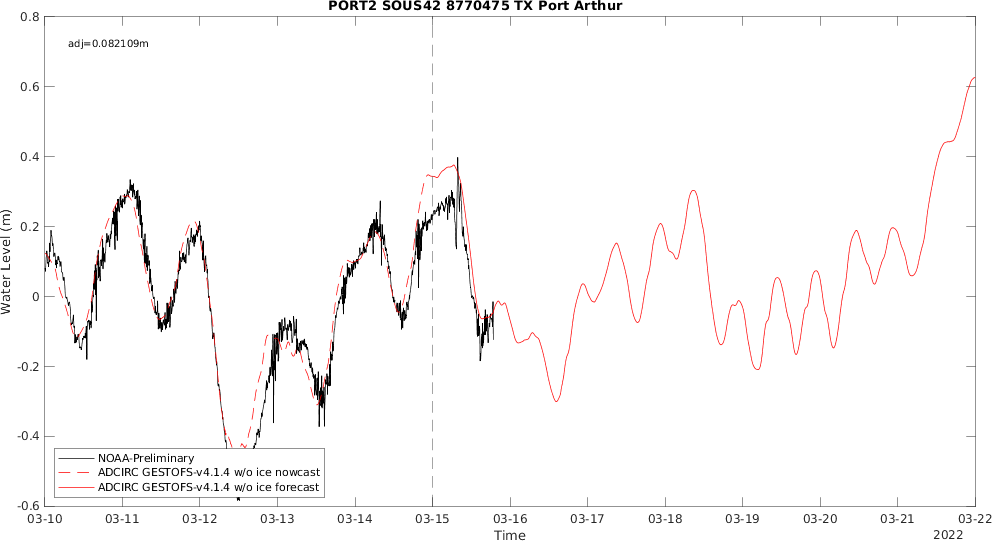 PORT2 SOUS42 8770475 TX Port Arthur
adj=0.082109m
0.8
0.6
0.4
0.2
0
-0.2
-0.4
-0.6
Water Level (m)
NOAA-Preliminary
ADCIRC GESTOFS-v4.1.4 w/o ice nowcast
ADCIRC GESTOFS-v4.1.4 w/o ice forecast
03-10 03-11 03-12 03-13 03-14 03-15 03-16 03-17 03-18 03-19 03-20 03-21 03-22
Time
2022